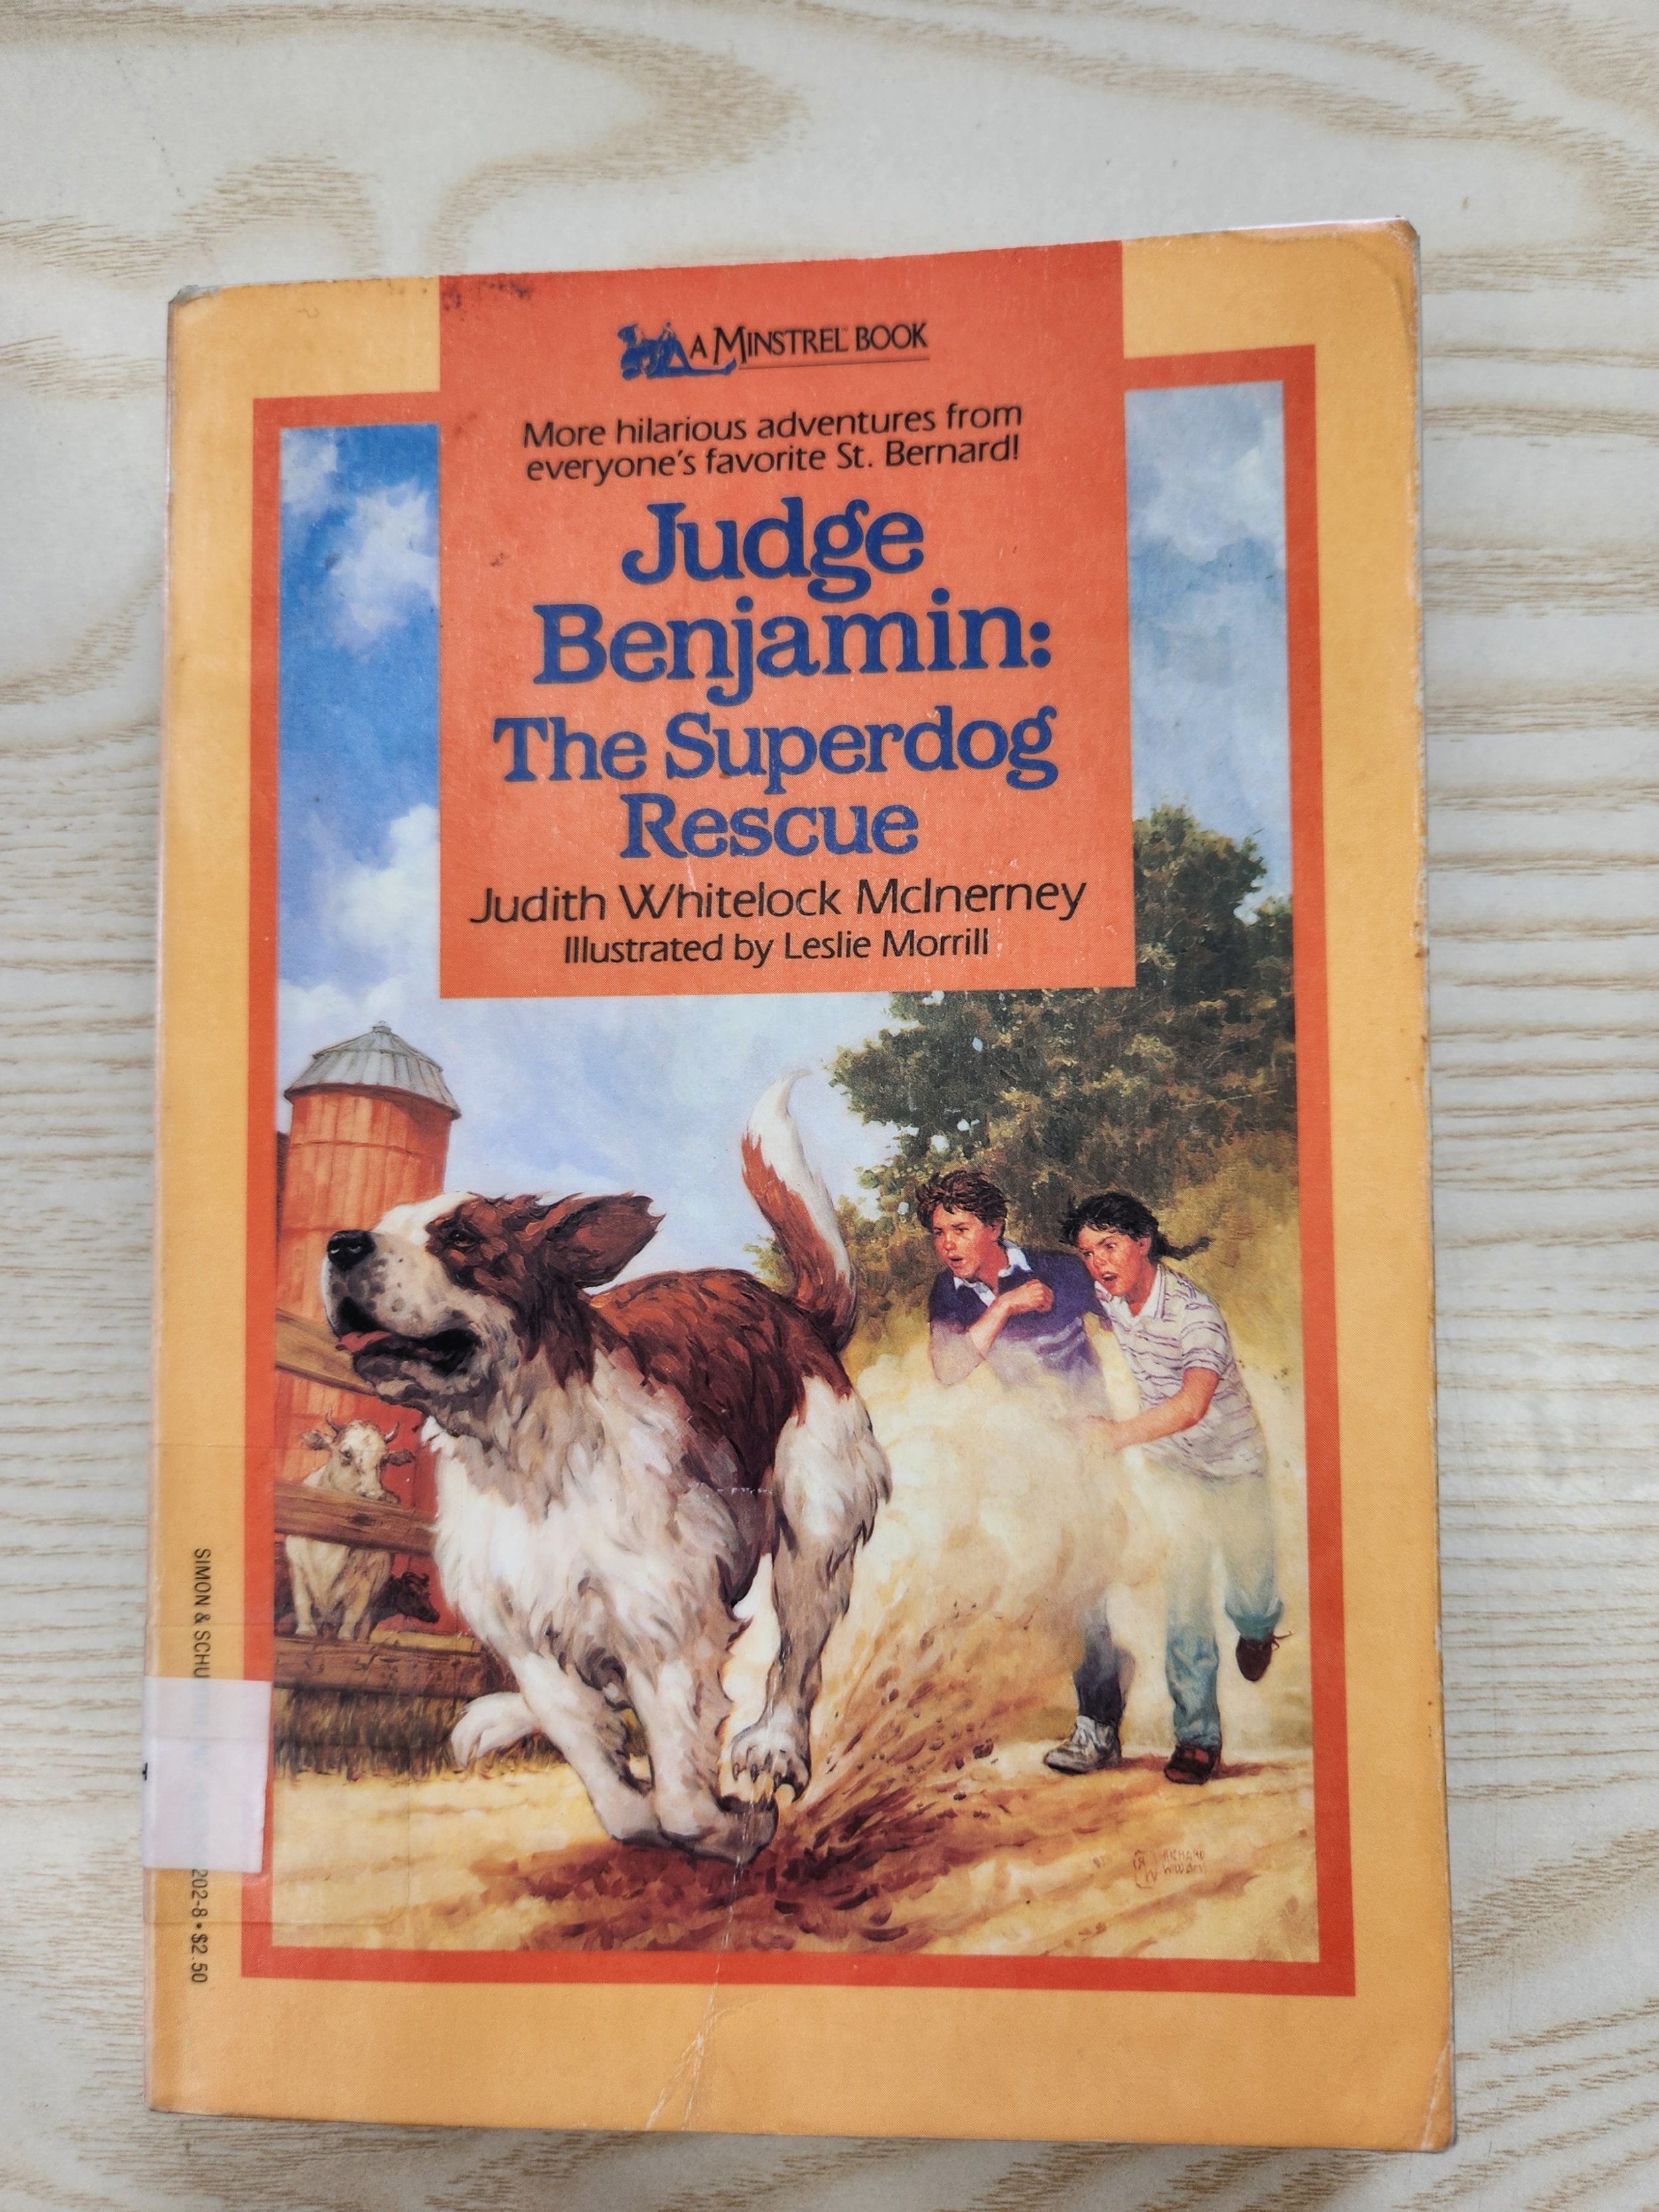 A MINSTREL BOOK
More hilarious adventures from
everyone's favorite St. Bernard!
Judge
Benjamin:
The Superdog
Rescue
Judith Whitelock McInerney
Illustrated by Leslie Morrill
SIMON & SCHU
202-8 • $2.50